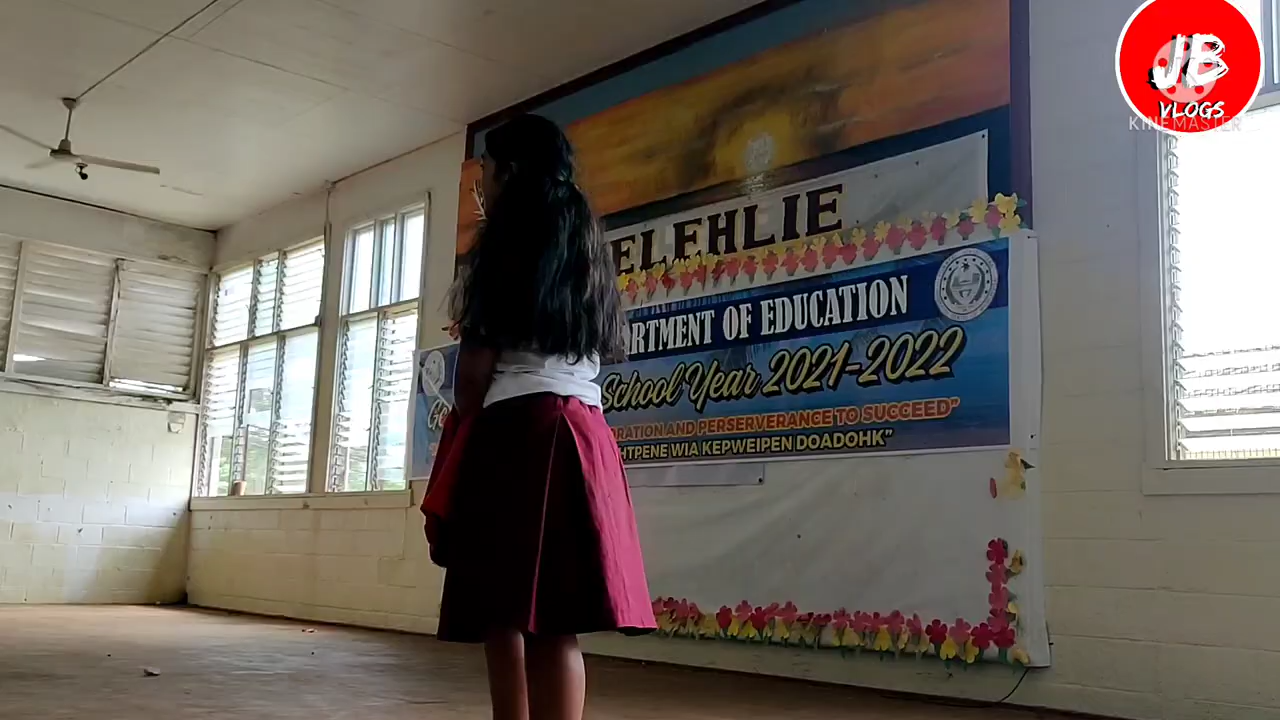 JB
VLOGS
KINEMASTER
ELEHLIE
RTMENT OF EDUCATION
School Year 2021-2022
RATION AND PERSERVERANCE TO SUCCEED"
HTPENE WIA KEPWEIPEN DOADOHK"